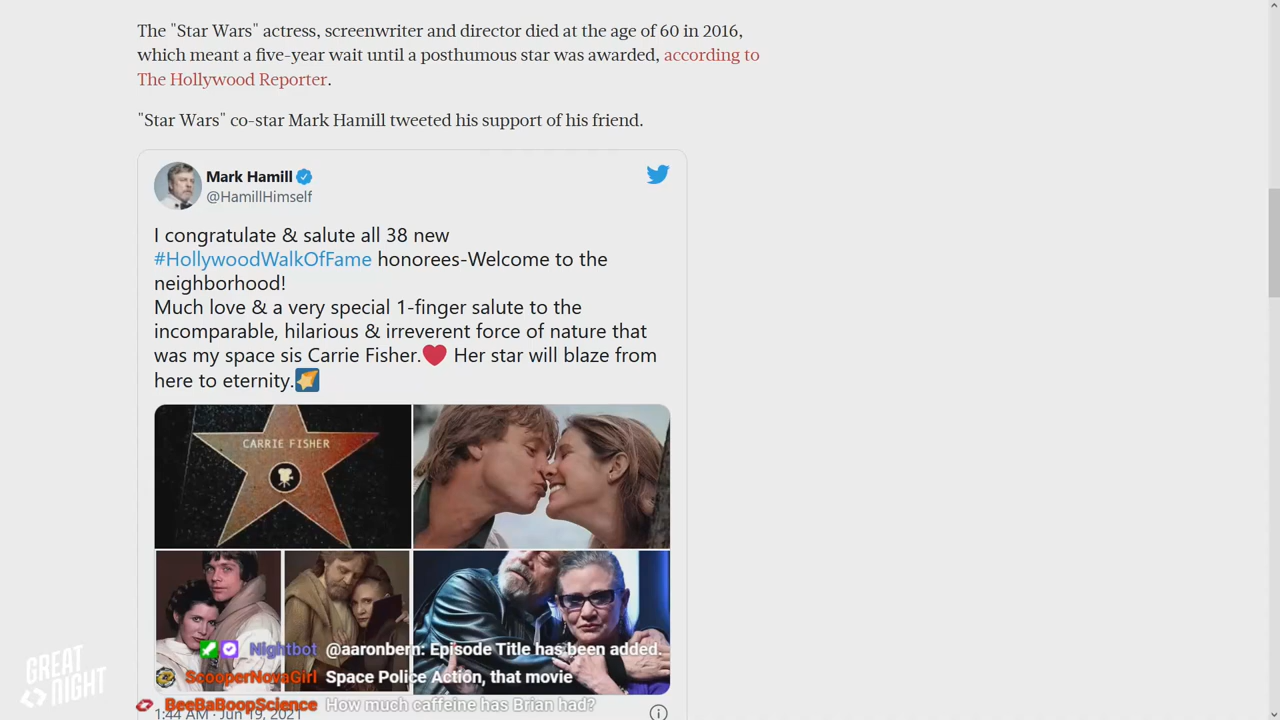 The "Star Wars" actress, screenwriter and director died at the age of 60 in 2016,
which meant a five-year wait until a posthumous star was awarded, according to
The Hollywood Reporter.
"Star Wars" co-star Mark Hamill tweeted his support of his friend.
Mark Hamill
@HamillHimself
I congratulate & salute all 38 new
#HollywoodWalkOfFame honorees-Welcome to the
neighborhood!
Much love & a very special 1-finger salute to the
incomparable, hilarious & irreverent force of nature that
was my space sis Carrie Fisher.❤️ Her star will blaze from
here to eternity.
CARRIE FISHER
Nightbot @aaronbern: Episode Title has been added.
ScooperNovaGirl Space Police Action, that movie
BeeBaBoopScience How much caffeine has Brian had?
1:44 AM · Jun 19, 2021
GREAT
NIGHT